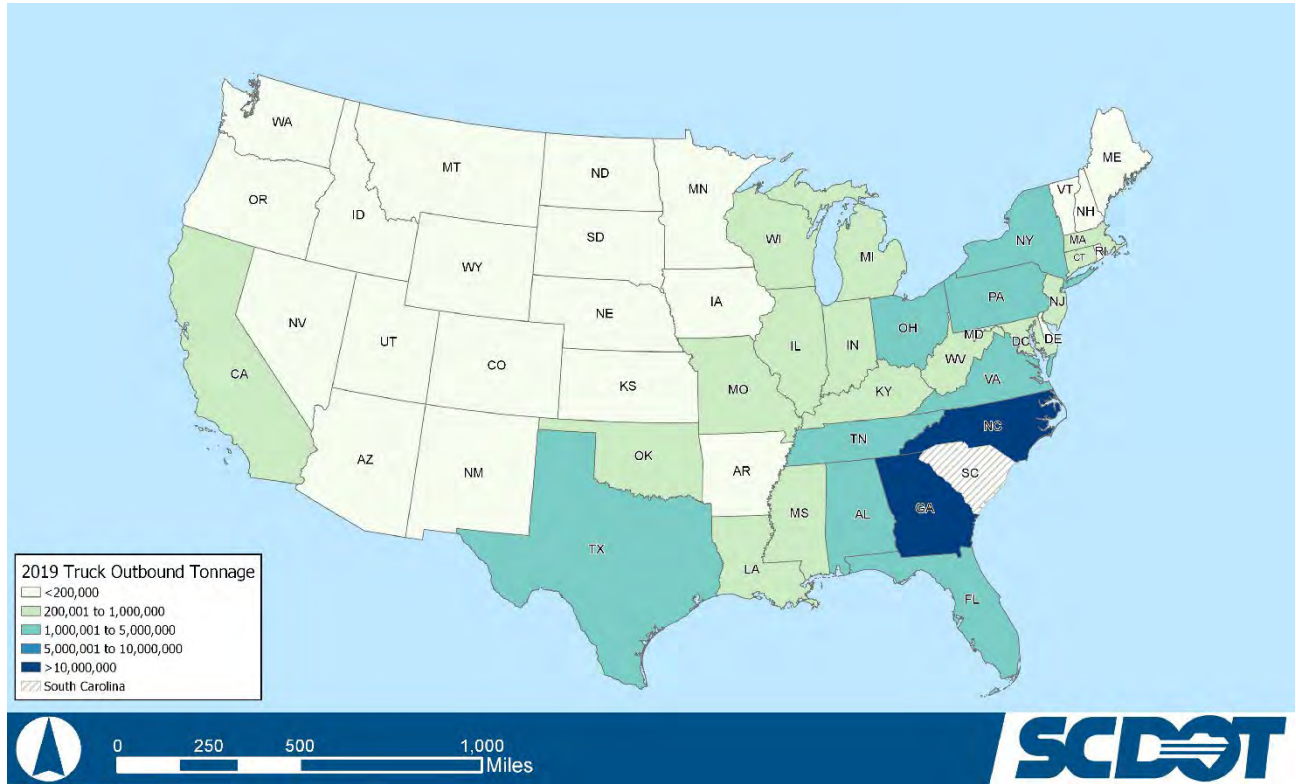 WA
MT
ND
MN
ME
OR
ID
SD
WI
VT
NH
WY
MI
NY
MA
CT
RI
IA
NE
PA
NJ
NV
UT
CO
IL
IN
OH
MD
DC
DE
WV
VA
CA
KS
MO
KY
AZ
NM
OK
AR
TN
NC
SC
MS
AL
GA
TX
LA
FL
2019 Truck Outbound Tonnage
<200,000
200,001 to 1,000,000
1,000,001 to 5,000,000
5,000,001 to 10,000,000
>10,000,000
South Carolina
0 250 500 1,000
Miles
SCDOT